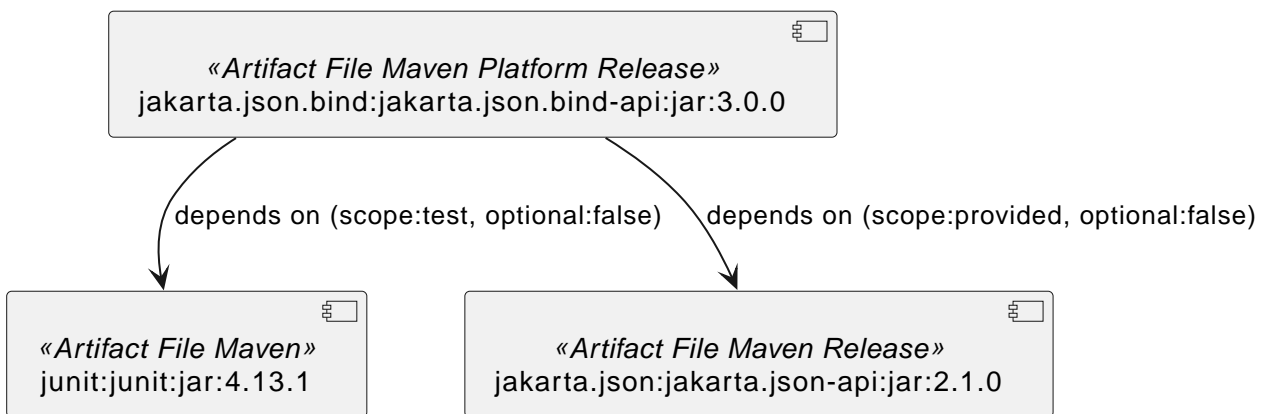 «Artifact File Maven Platform Release»
jakarta.json.bind:jakarta.json.bind-api:jar:3.0.0
depends on (scope:test, optional:false)
depends on (scope:provided, optional:false)
«Artifact File Maven»
junit:junit:jar:4.13.1
«Artifact File Maven Release»
jakarta.json:jakarta.json-api:jar:2.1.0